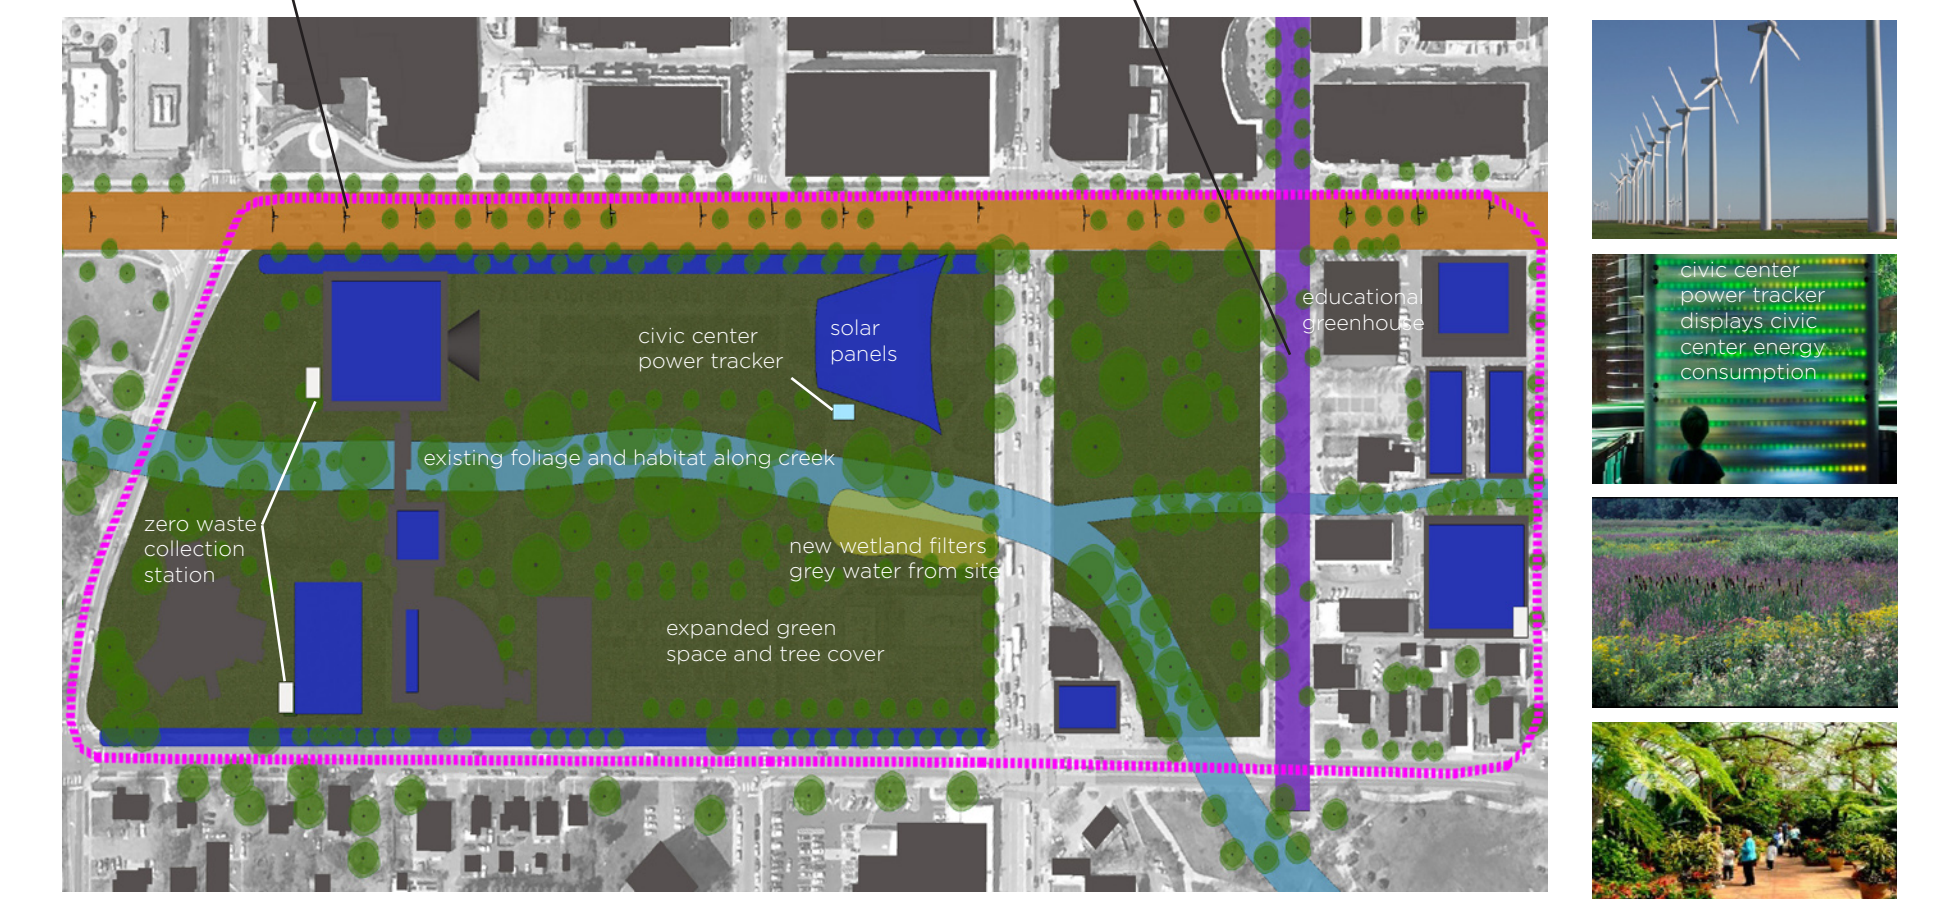 educational
greenhouse
civic center
power tracker
solar
panels
existing foliage and habitat along creek
zero waste
collection
station
new wetland filters
grey water from site
expanded green
space and tree cover
civic center
power tracker
displays civic
center energy
consumption